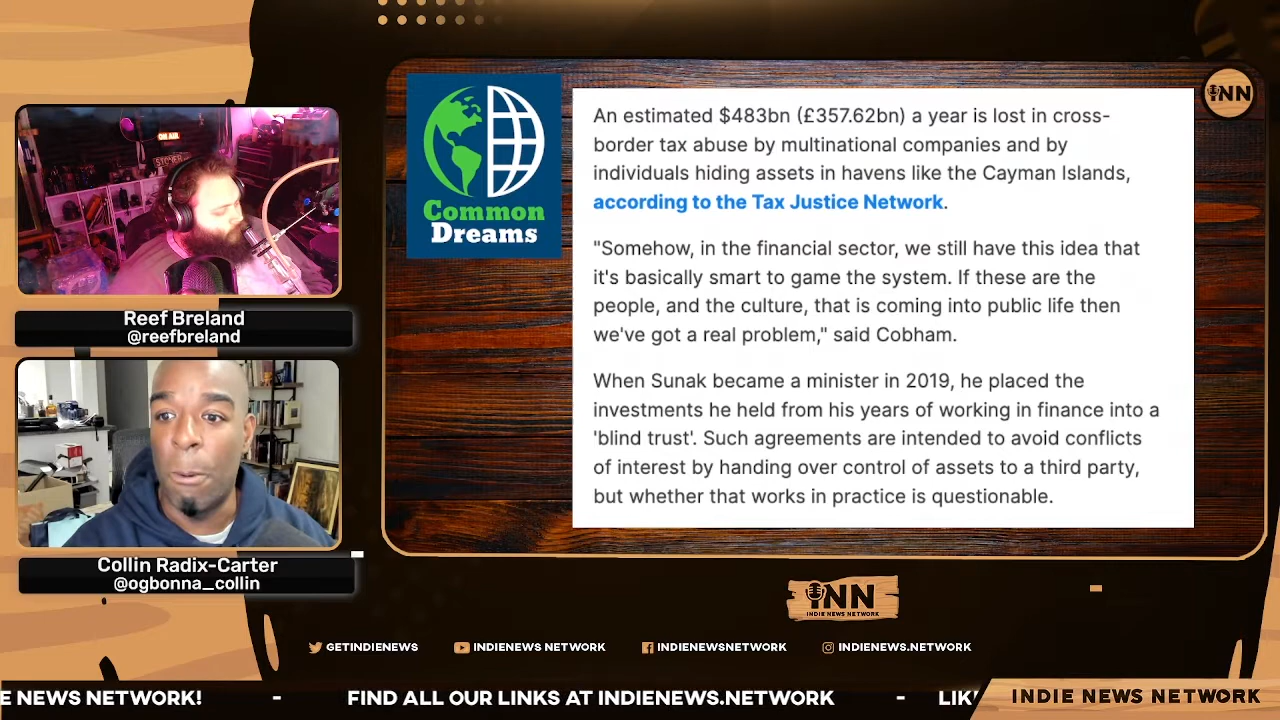 ON AIR
Reef Breland
@reefbreland
Collin Radix-Carter
@ogbonna_collin
Common
Dreams
An estimated $483bn (£357.62bn) a year is lost in cross-
border tax abuse by multinational companies and by
individuals hiding assets in havens like the Cayman Islands,
according to the Tax Justice Network.
"Somehow, in the financial sector, we still have this idea that
it's basically smart to game the system. If these are the
people, and the culture, that is coming into public life then
we've got a real problem," said Cobham.
When Sunak became a minister in 2019, he placed the
investments he held from his years of working in finance into a
'blind trust'. Such agreements are intended to avoid conflicts
of interest by handing over control of assets to a third party,
but whether that works in practice is questionable.
INN
INN
INDIE NEWS NETWORK
GETINDIENEWS INDIENEWS NETWORK INDIENEWSNETWORK INDIENEWS.NETWORK
E NEWS NETWORK! - FIND ALL OUR LINKS AT INDIENEWS.NETWORK - LIK
INDIE NEWS NETWORK